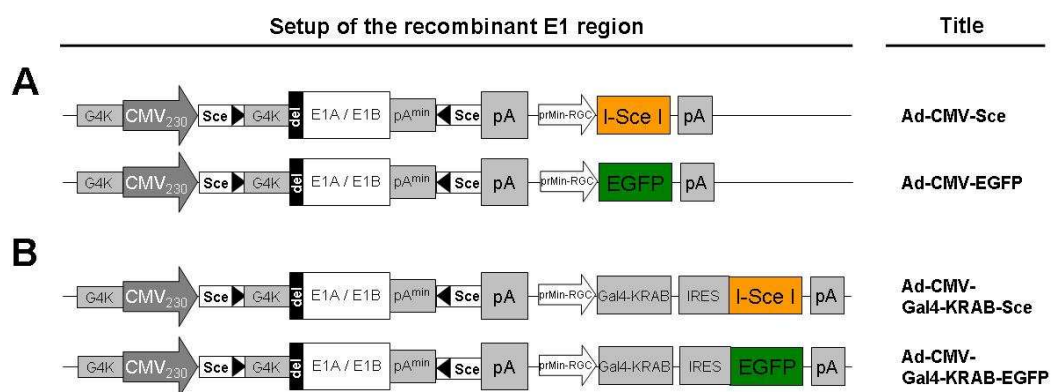 Setup of the recombinant E1 region Title
A
G4K CMV230 Sce G4K del E1A / E1B pAmin Sce pA prMin-RGC I-Sce I pA Ad-CMV-Sce
G4K CMV230 Sce G4K del E1A / E1B pAmin Sce pA prMin-RGC EGFP pA Ad-CMV-EGFP
B
G4K CMV230 Sce G4K del E1A / E1B pAmin Sce pA prMin-RGC Gal4-KRAB IRES I-Sce I pA Ad-CMV-
Gal4-KRAB-Sce
G4K CMV230 Sce G4K del E1A / E1B pAmin Sce pA prMin-RGC Gal4-KRAB IRES EGFP pA Ad-CMV-
Gal4-KRAB-EGFP